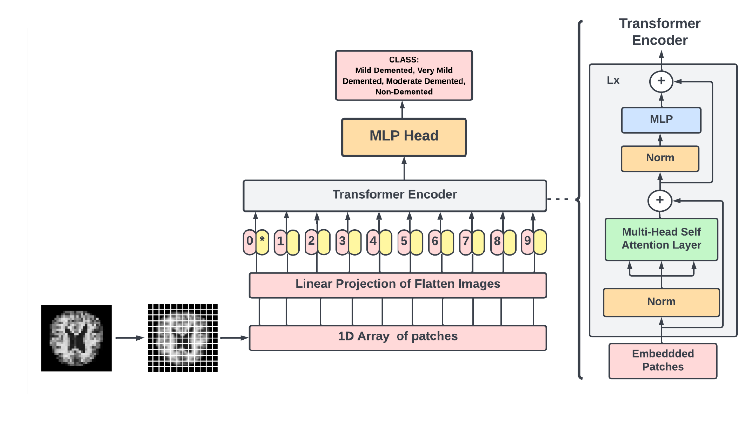 Transformer
Encoder
CLASS:
Mild Demented, Very Mild
Demented, Moderate Demented,
Non-Demented
Lx
+
MLP
MLP Head
Norm
Transformer Encoder
+
0 * 1 2 3 4 5 6 7 8 9
Multi-Head Self
Attention Layer
Linear Projection of Flatten Images
Norm
1D Array of patches
Embeddded
Patches